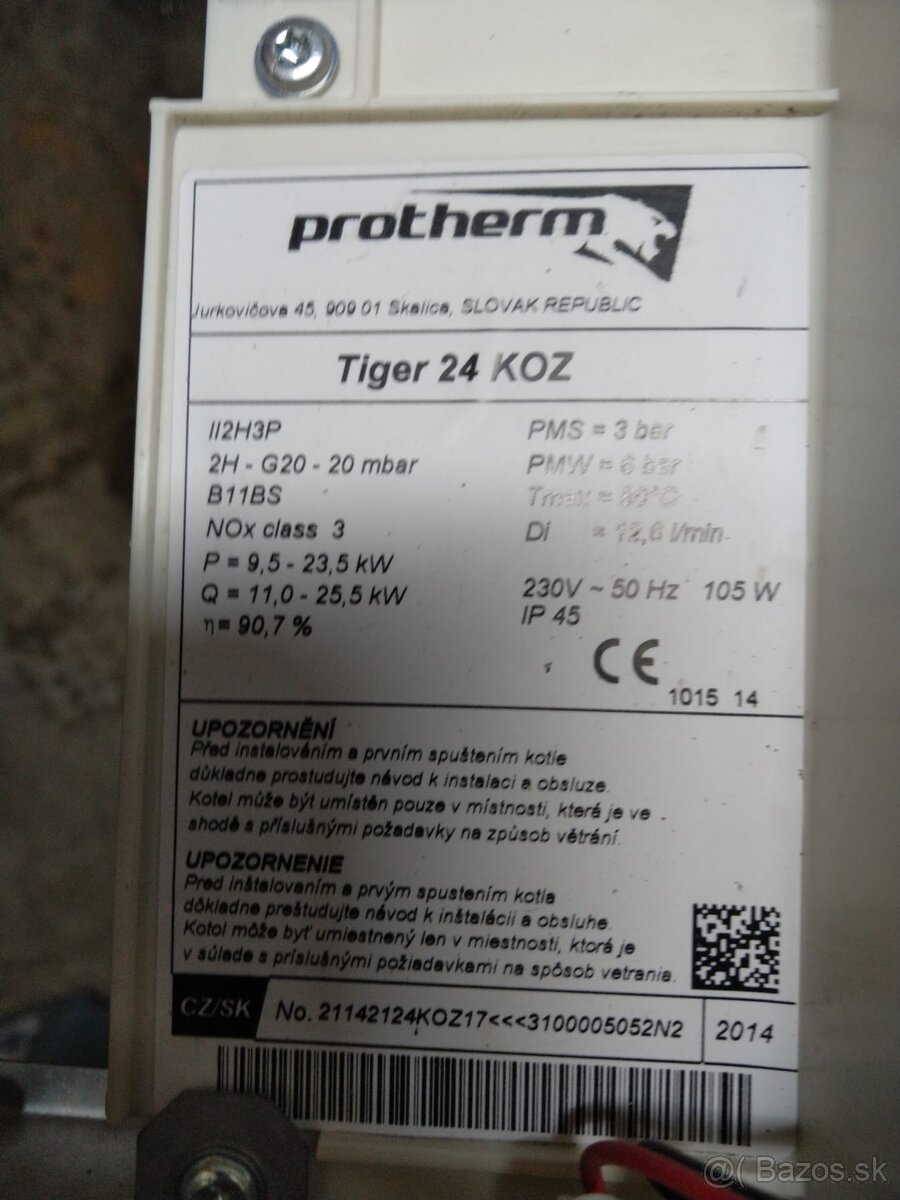 protherm
Jurkovičova 45, 909 01 Skalica, SLOVAK REPUBLIC
Tiger 24 KOZ
II2H3P
2H - G20 - 20 mbar
B11BS
NOx class 3
P = 9,5 - 23,5 kW
Q = 11,0 - 25,5 kW
η = 90,7 %
PMS = 3 bar
PMW = 6 bar
Tmax = 80°C
Di = 12,6 l/min
230V ~ 50 Hz 105 W
IP 45
CE
1015 14
UPOZORNĚNÍ
Před instalováním a prvním spuštením kotle
důkladne prostudujte návod k instalaci a obsluze.
Kotel může být umístěn pouze v místnosti, která je ve
shodě s příslušnými požadavky na způsob větrání.
UPOZORNENIE
Pred inštalovaním a prvým spustením kotla
dôkladne preštudujte návod k inštalácii a obsluhe.
Kotol môže byť umiestnený len v miestnosti, ktorá je
v súlade s príslušnými požiadavkami na spôsob vetrania.
CZ/SK
No. 21142124KOZ17<<<3100005052N2
2014
@( Bazos.sk